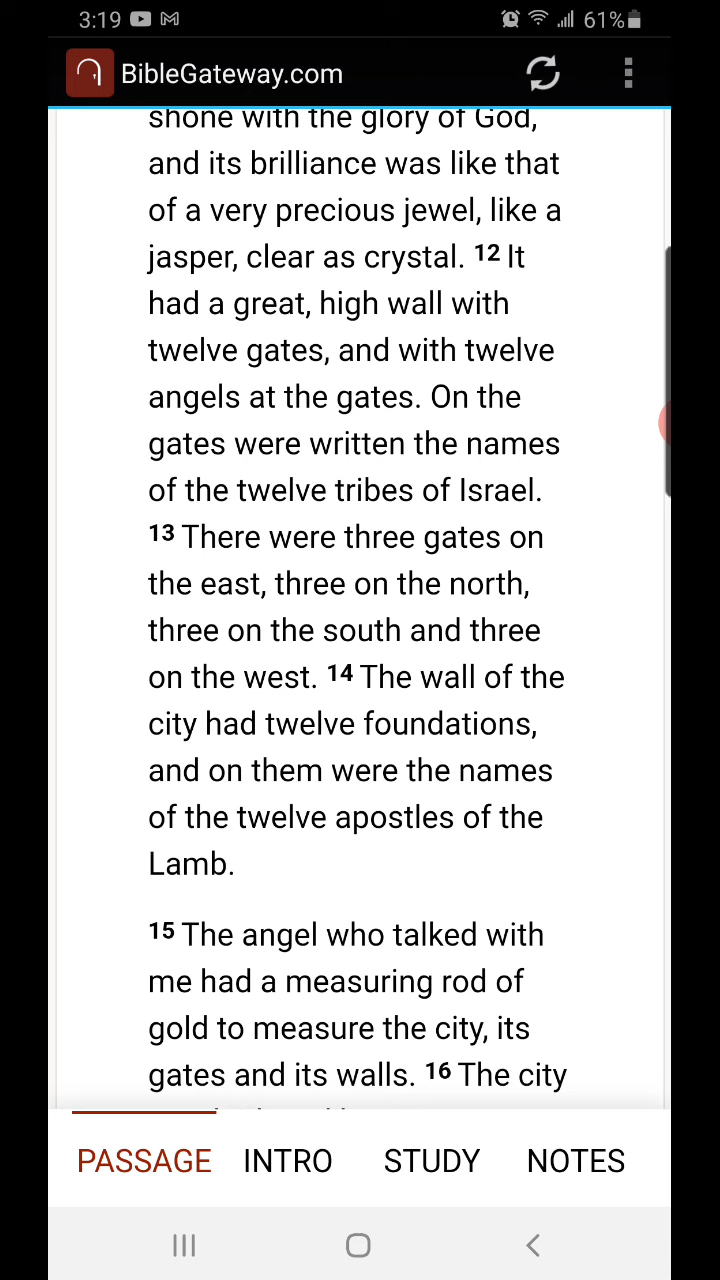 3:19 61%
BibleGateway.com
shone with the glory of God,
and its brilliance was like that
of a very precious jewel, like a
jasper, clear as crystal. 12 It
had a great, high wall with
twelve gates, and with twelve
angels at the gates. On the
gates were written the names
of the twelve tribes of Israel.
13 There were three gates on
the east, three on the north,
three on the south and three
on the west. 14 The wall of the
city had twelve foundations,
and on them were the names
of the twelve apostles of the
Lamb.
15 The angel who talked with
me had a measuring rod of
gold to measure the city, its
gates and its walls. 16 The city
PASSAGE INTRO STUDY NOTES